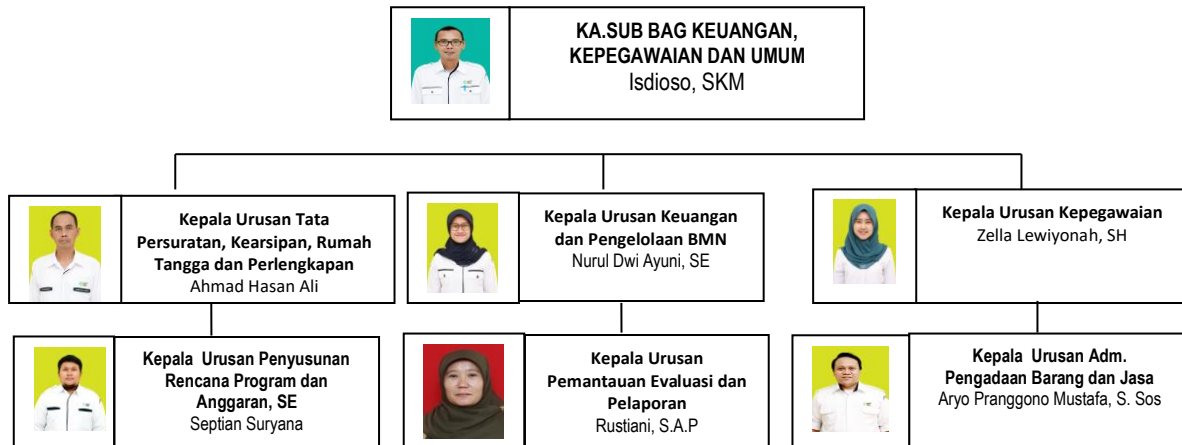 KA.SUB BAG KEUANGAN,
KEPEGAWAIAN DAN UMUM
Isdioso, SKM
Kepala Urusan Tata
Persuratan, Kearsipan, Rumah
Tangga dan Perlengkapan
Ahmad Hasan Ali
Kepala Urusan Keuangan
dan Pengelolaan BMN
Nurul Dwi Ayuni, SE
Kepala Urusan Kepegawaian
Zella Lewiyonah, SH
Kepala Urusan Penyusunan
Rencana Program dan
Anggaran, SE
Septian Suryana
Kepala Urusan
Pemantauan Evaluasi dan
Pelaporan
Rustiani, S.A.P
Kepala Urusan Adm.
Pengadaan Barang dan Jasa
Aryo Pranggono Mustafa, S. Sos